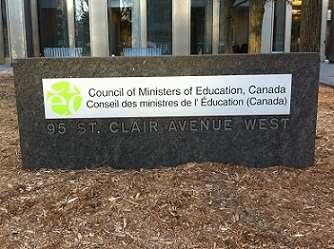 Council of Ministers of Education, Canada
Conseil des ministres de l' Éducation (Canada)
95 ST. CLAIR AVENUE WEST